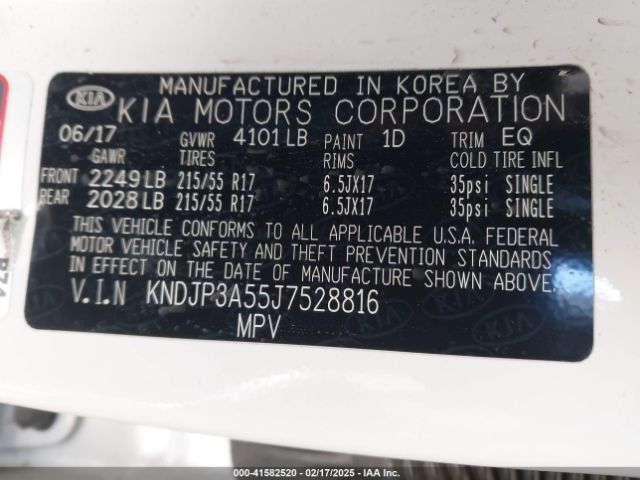 MANUFACTURED IN KOREA BY
KIA KIA MOTORS CORPORATION
06/17 GVWR 4101LB PAINT 1D TRIM EQ
GAWR TIRES RIMS COLD TIRE INFL
FRONT 2249LB 215/55 R17 6.5JX17 35psi SINGLE
REAR 2028LB 215/55 R17 6.5JX17 35psi SINGLE
THIS VEHICLE CONFORMS TO ALL APPLICABLE U.S.A. FEDERAL
MOTOR VEHICLE SAFETY AND THEFT PREVENTION STANDARDS
IN EFFECT ON THE DATE OF MANUFACTURE SHOWN ABOVE.
V.I.N KNDJP3A55J7528816
MPV
000-41582520 - 02/17/2025 - IAA Inc.